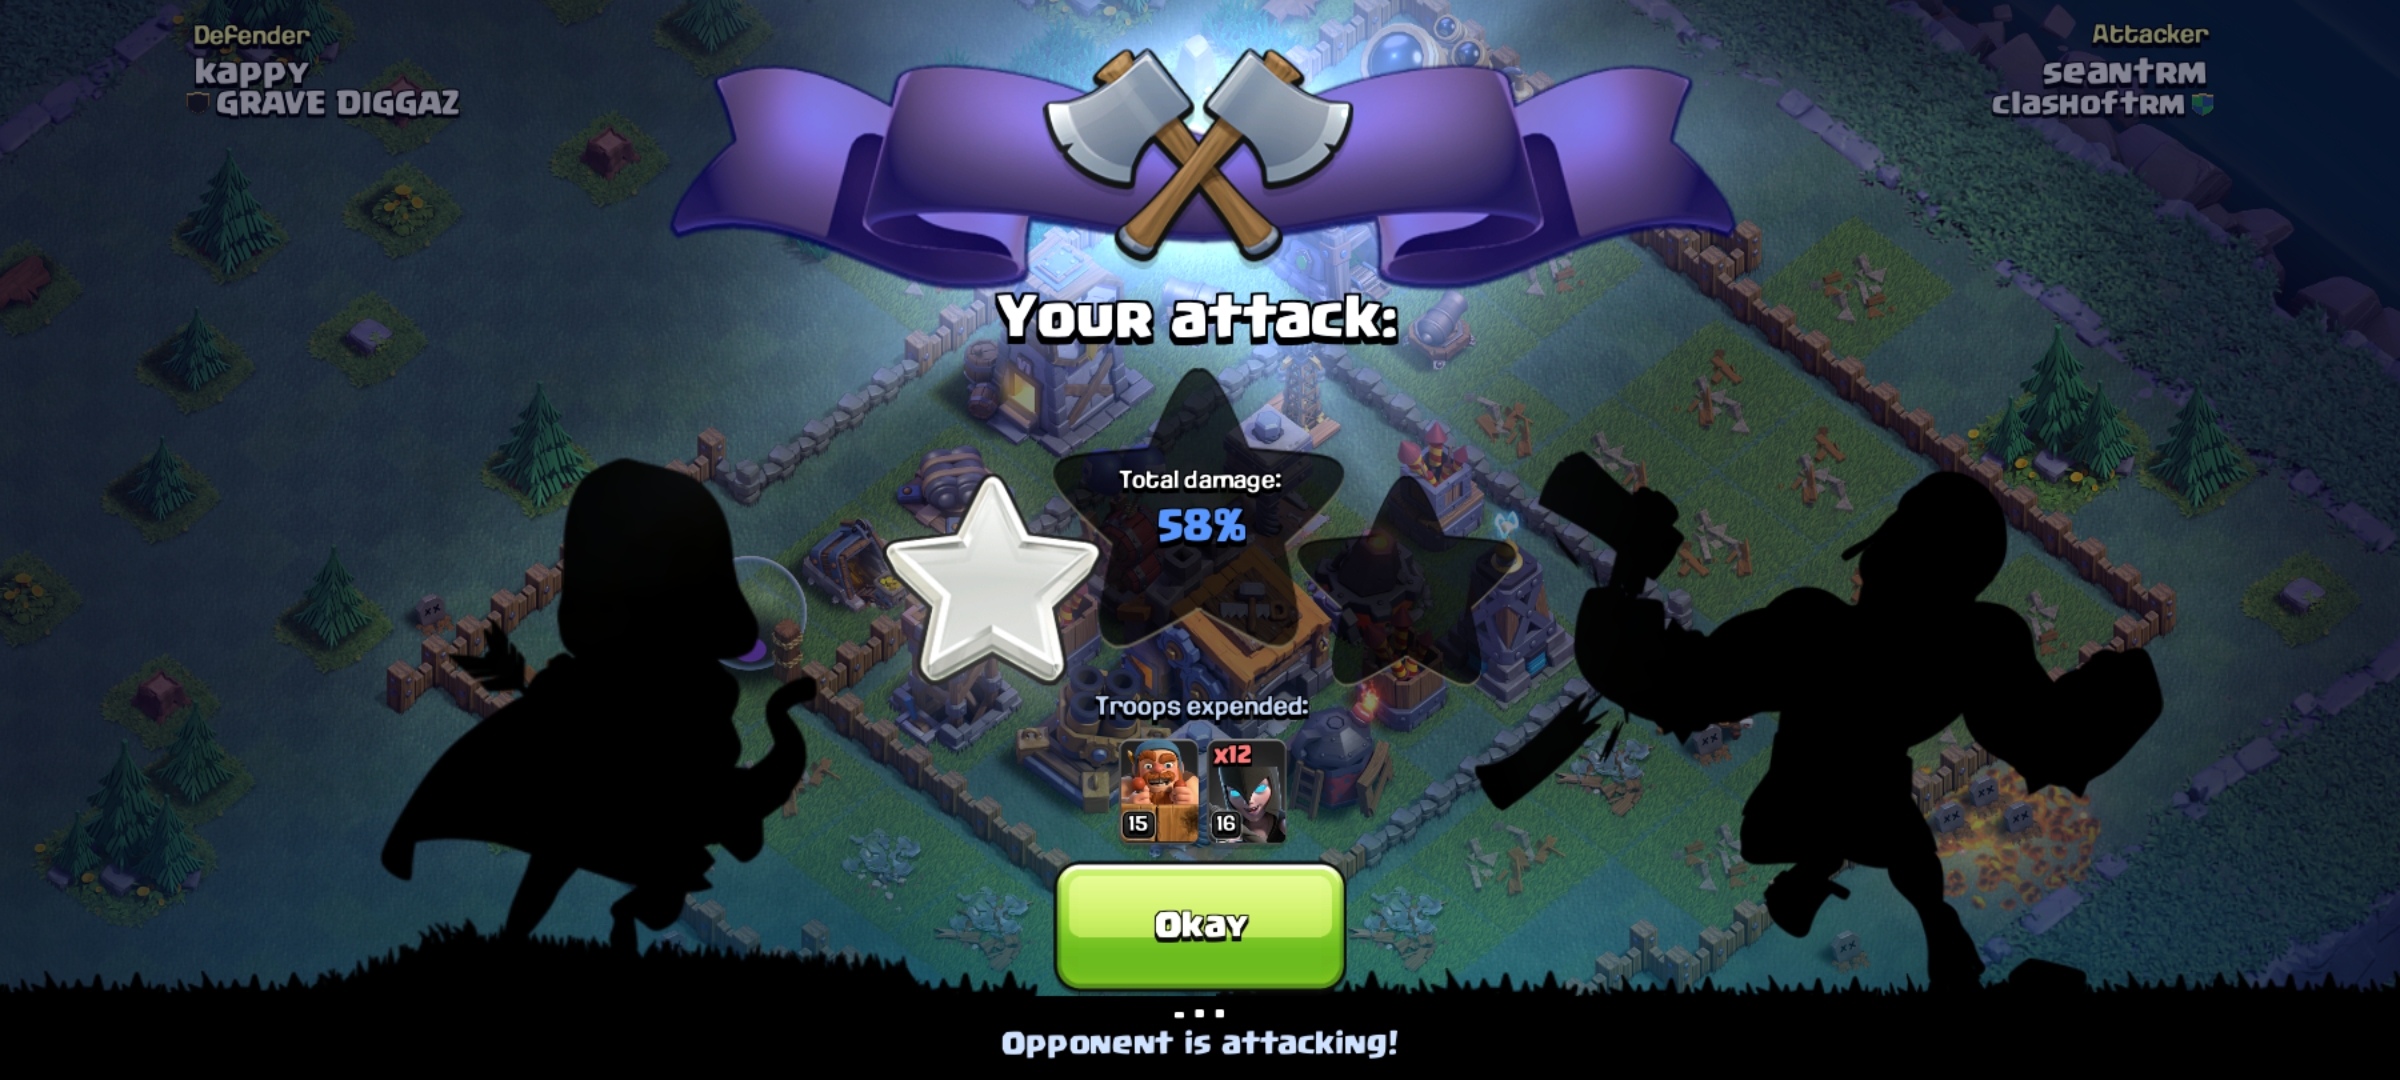 Defender
kappy
GRAVE DIGGAZ
Attacker
seantRM
clashoftRM
Your attack:
Total damage:
58%
Troops expended:
x12
15
16
Okay
...
Opponent is attacking!